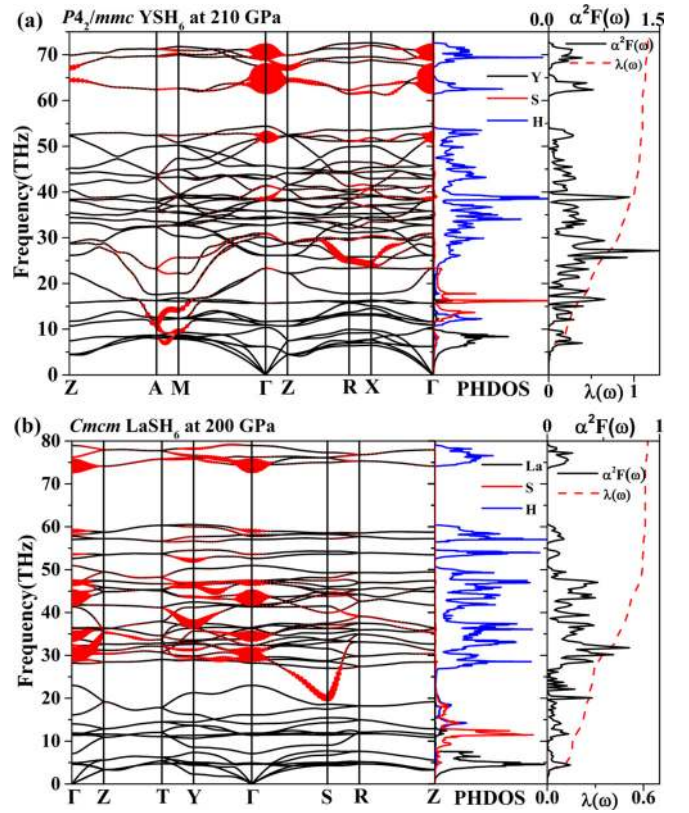 (a) P4₂/mmc YSH₆ at 210 GPa
0.0 α²F(ω) 1.5
α²F(ω)
λ(ω)
Y
S
H
Frequency(THz)
70
60
50
40
30
20
10
0
Z A M Γ Z R X Γ PHDOS 0 λ(ω) 1
(b) Cmcm LaSH₆ at 200 GPa
0 α²F(ω) 1
La
S
H
α²F(ω)
λ(ω)
Frequency(THz)
80
70
60
50
40
30
20
10
0
Γ Z T Y Γ S R Z PHDOS 0.0 λ(ω) 0.6